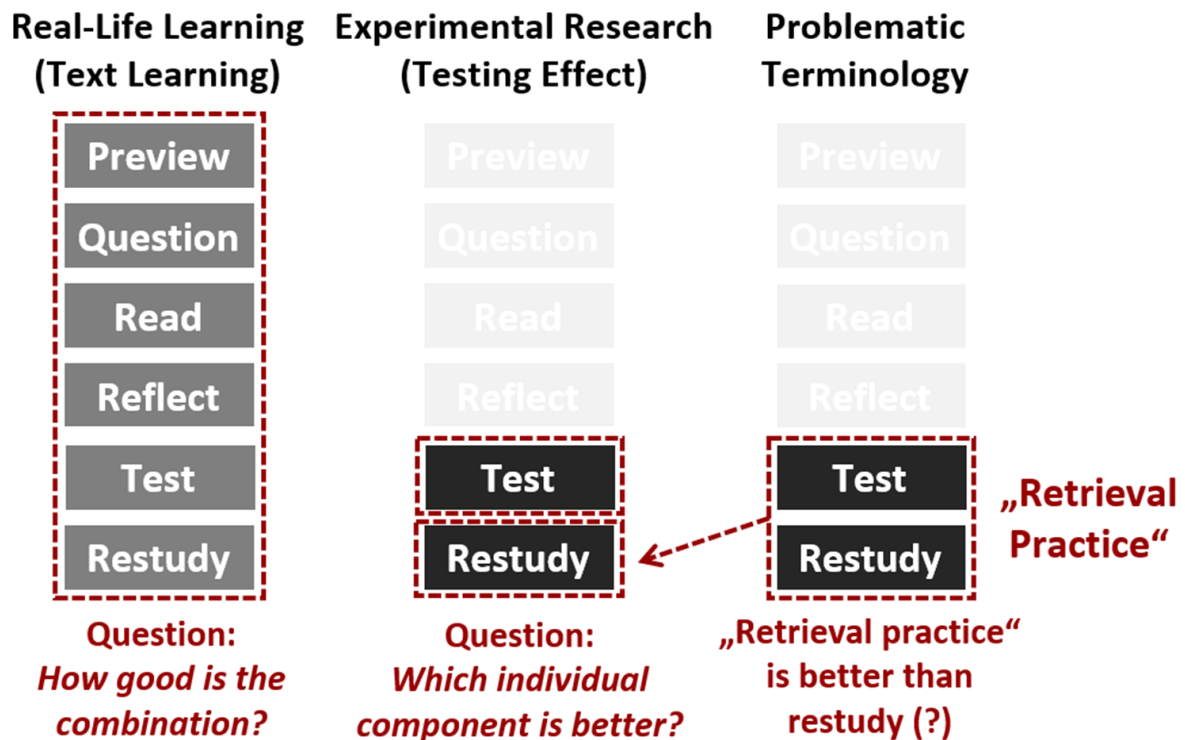 Real-Life Learning
(Text Learning)
Preview
Question
Read
Reflect
Test
Restudy
Question:
How good is the
combination?
Experimental Research
(Testing Effect)
Preview
Question
Read
Reflect
Test
Restudy
Question:
Which individual
component is better?
Problematic
Terminology
Preview
Question
Read
Reflect
Test
Restudy
„Retrieval
Practice“
„Retrieval practice“
is better than
restudy (?)